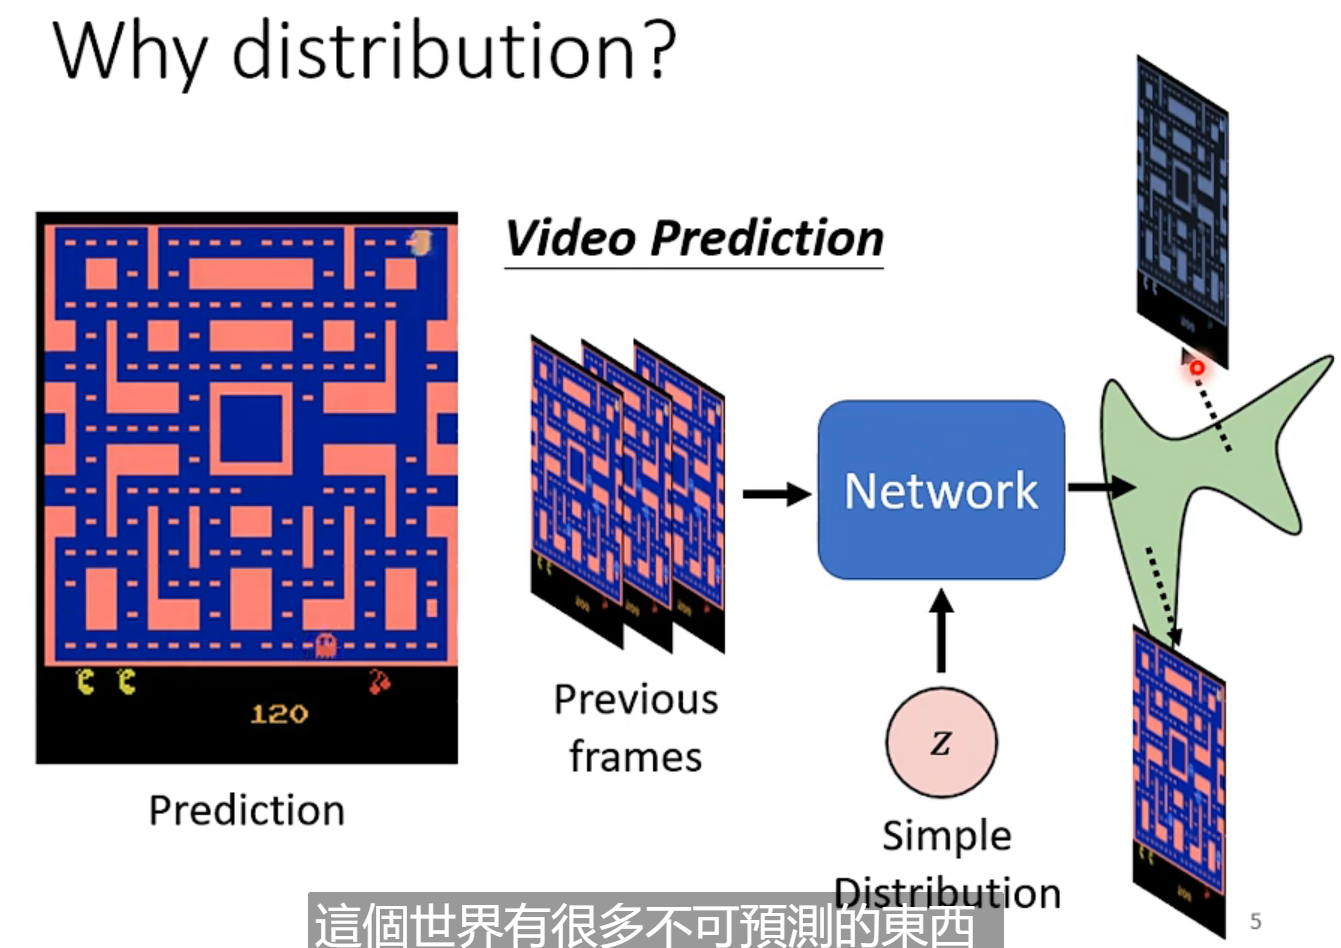 Why distribution?
Video Prediction
120
Prediction
Previous
frames
Network
z
Simple
Distribution
這個世界有很多不可預測的東西
5